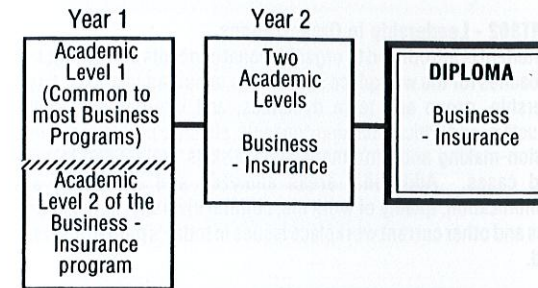 Year 1
Academic
Level 1
(Common to
most Business
Programs)
Academic
Level 2 of the
Business -
Insurance
program
Year 2
Two
Academic
Levels
Business
- Insurance
DIPLOMA
Business
- Insurance